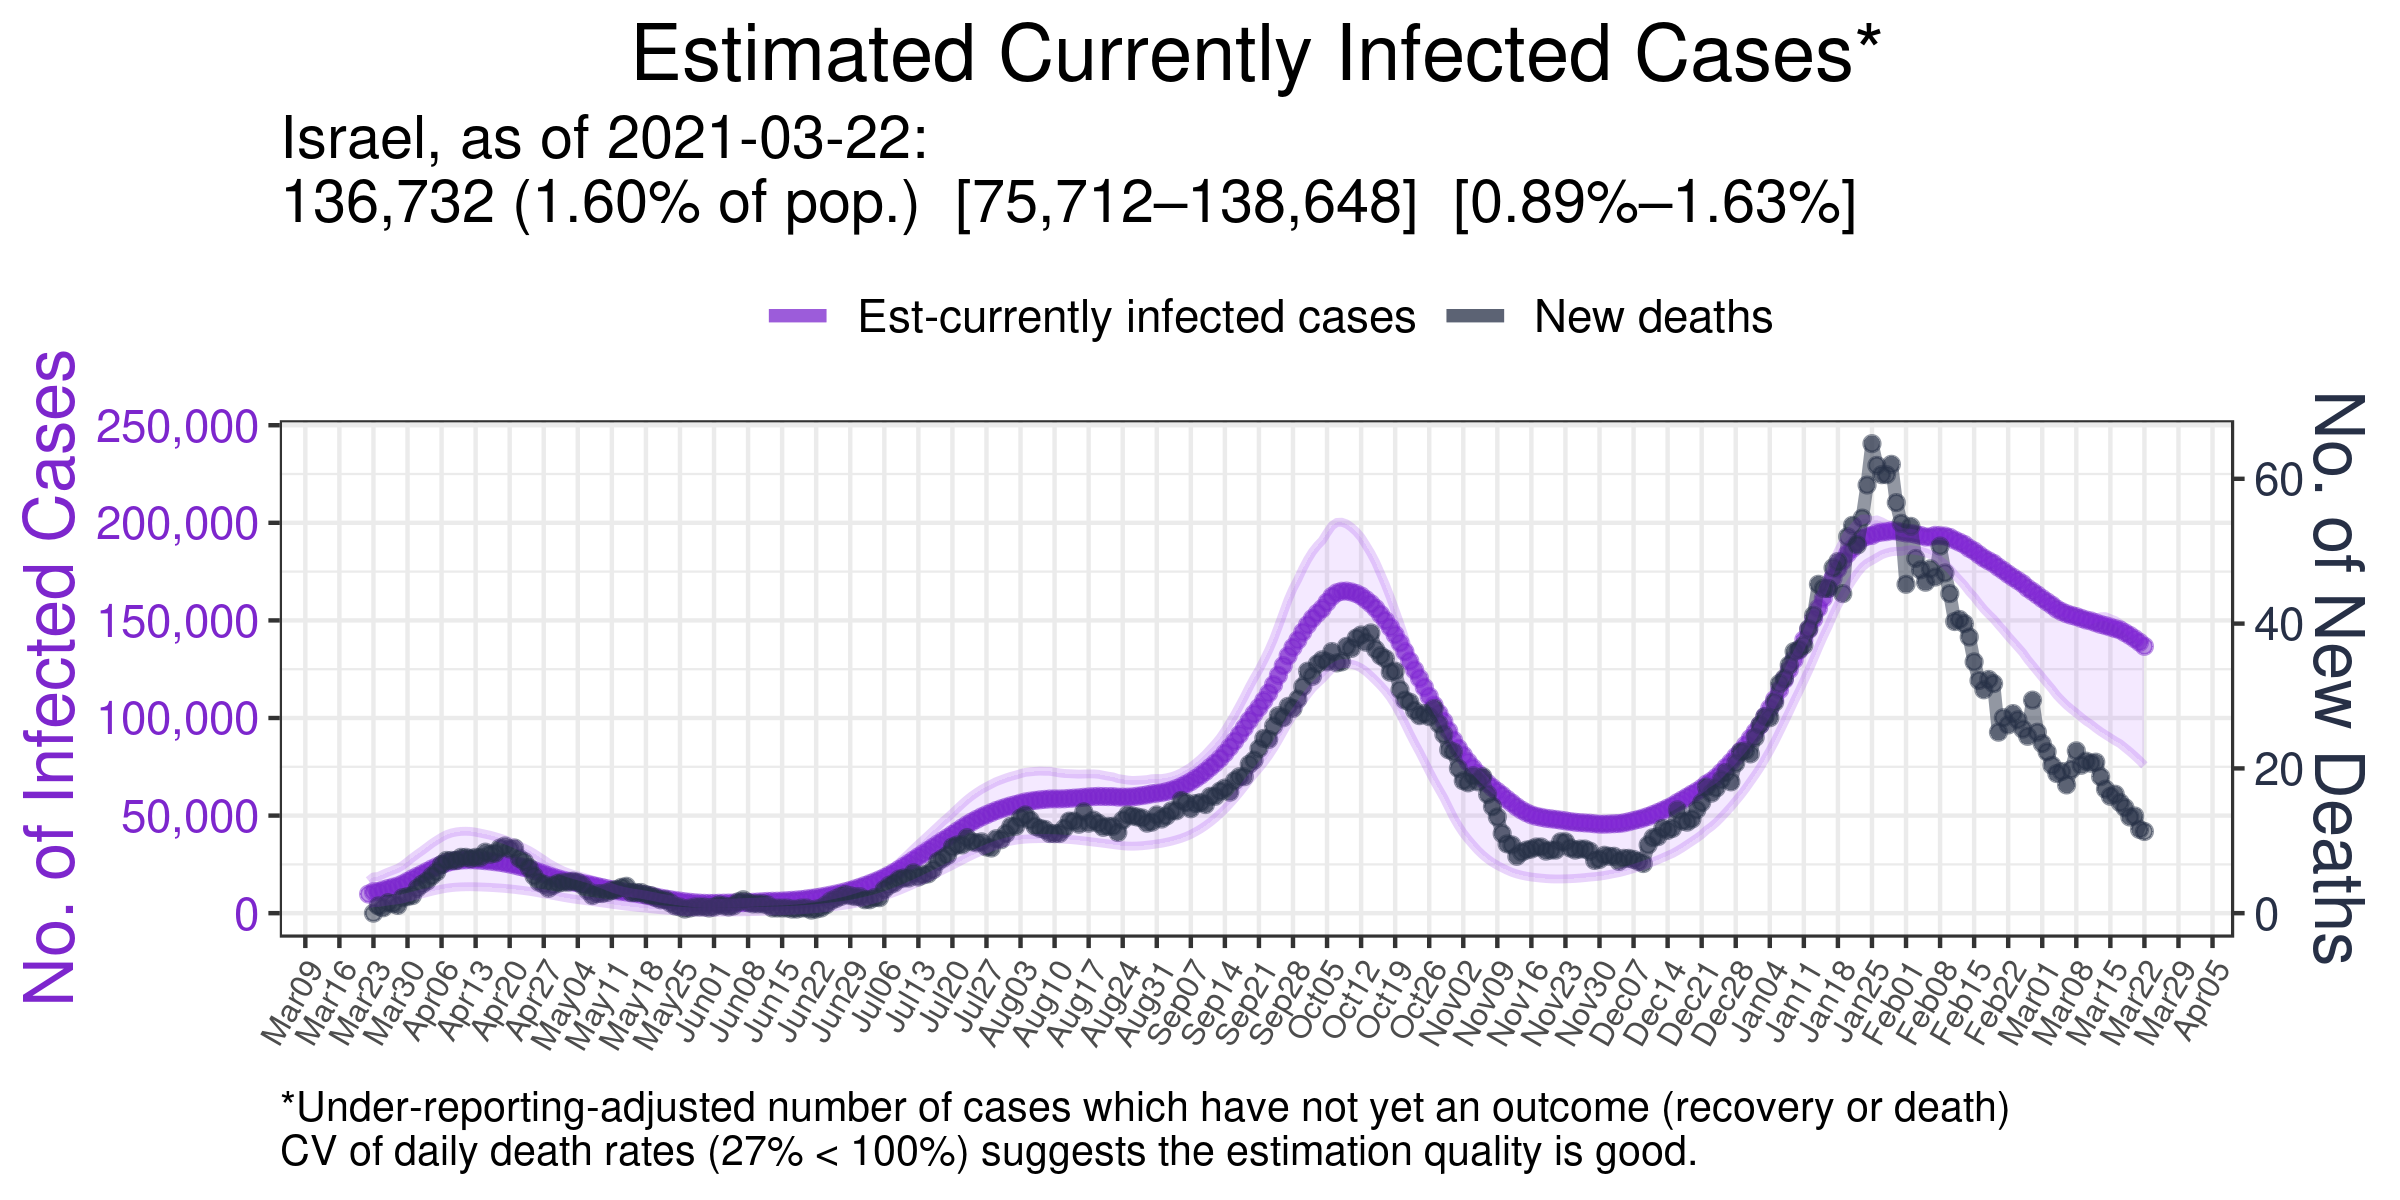 Estimated Currently Infected Cases*
Israel, as of 2021-03-22:
136,732 (1.60% of pop.)  [75,712–138,648]  [0.89%–1.63%]
Est-currently infected cases
New deaths
No. of Infected Cases
250,000
200,000
150,000
100,000
50,000
0
60
40
20
0
No. of New Deaths
Mar09
Mar16
Mar23
Mar30
Apr06
Apr13
Apr20
Apr27
May04
May11
May18
May25
Jun01
Jun08
Jun15
Jun22
Jun29
Jul06
Jul13
Jul20
Jul27
Aug03
Aug10
Aug17
Aug24
Aug31
Sep07
Sep14
Sep21
Sep28
Oct05
Oct12
Oct19
Oct26
Nov02
Nov09
Nov16
Nov23
Nov30
Dec07
Dec14
Dec21
Dec28
Jan04
Jan11
Jan18
Jan25
Feb01
Feb08
Feb15
Feb22
Mar01
Mar08
Mar15
Mar22
Mar29
Apr05
*Under-reporting-adjusted number of cases which have not yet an outcome (recovery or death)
CV of daily death rates (27% < 100%) suggests the estimation quality is good.